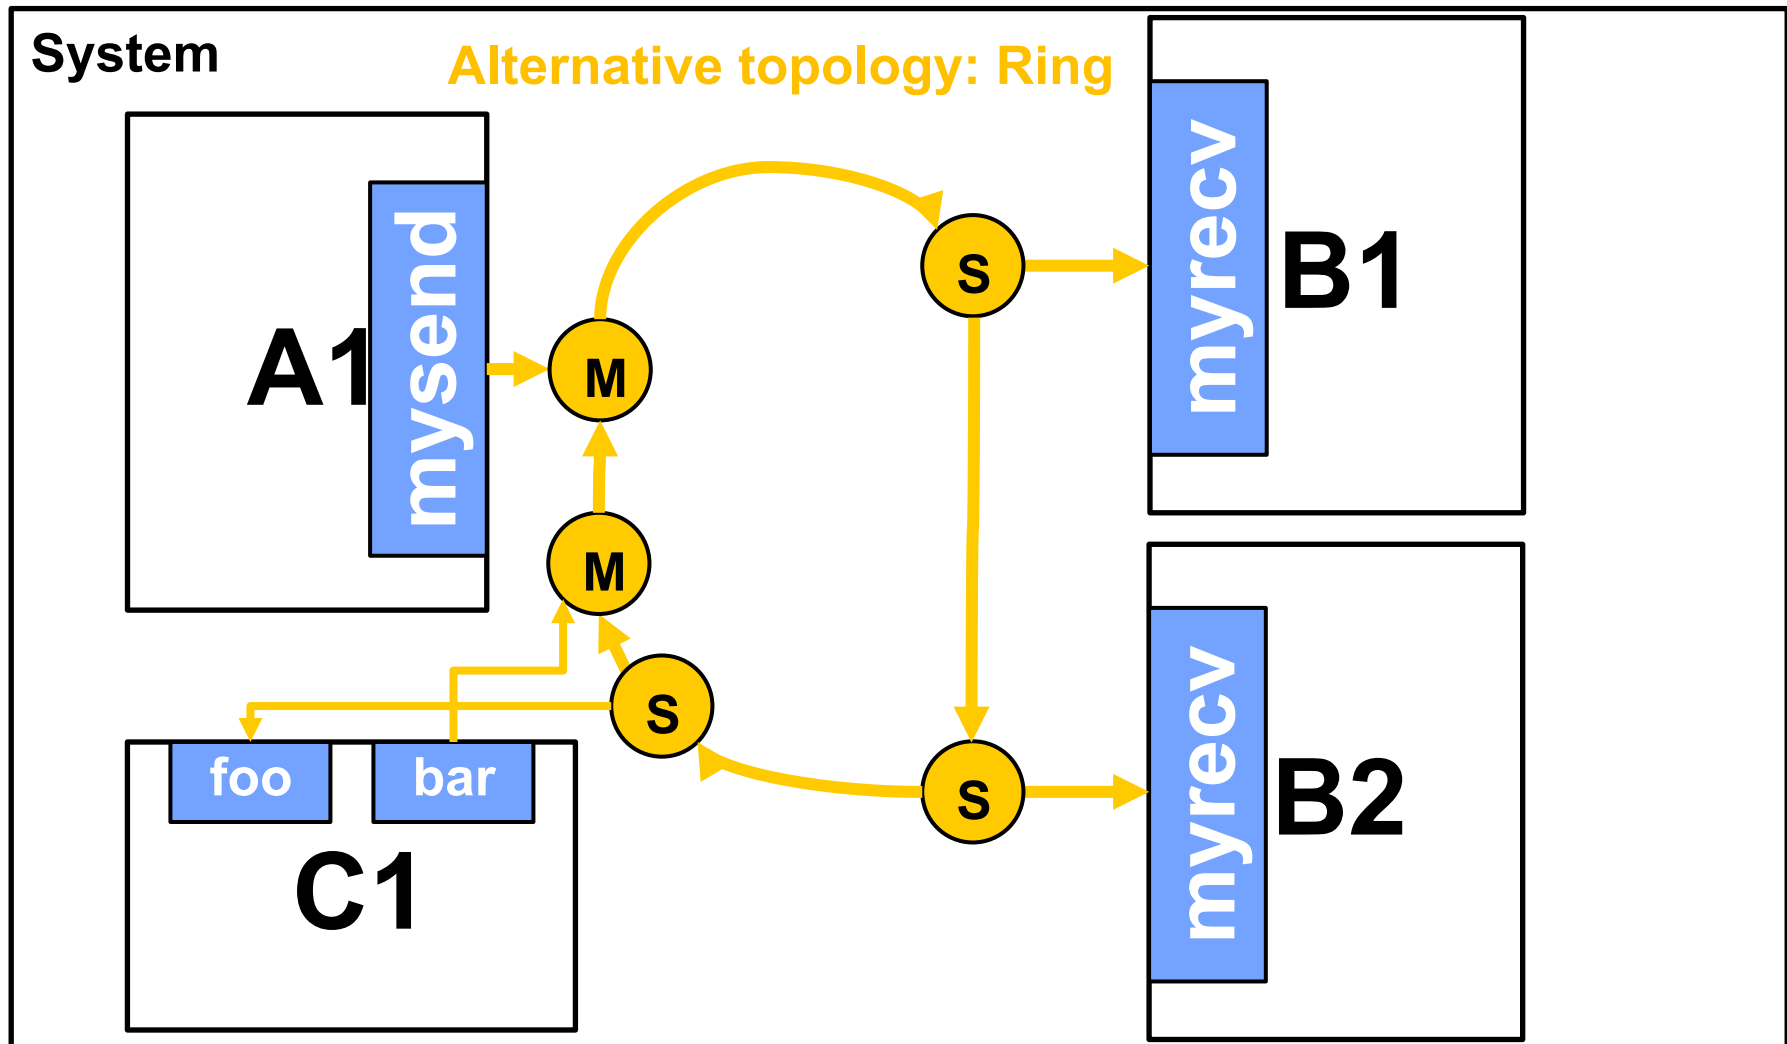 System
Alternative topology: Ring
A1
mysend
M
S
myrecv
B1
M
S
foo
bar
C1
S
myrecv
B2